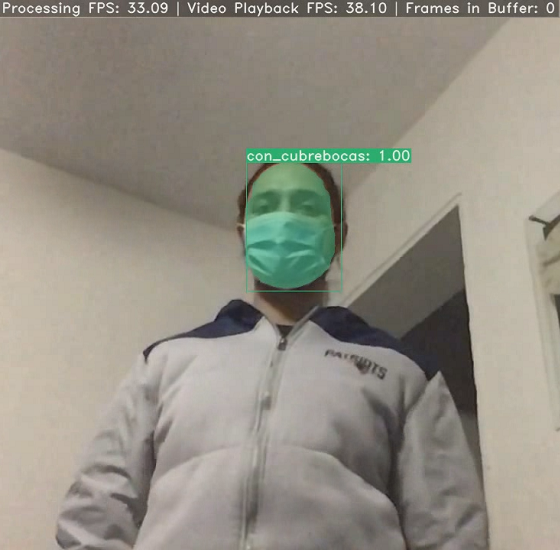 Processing FPS: 33.09 | Video Playback FPS: 38.10 | Frames in Buffer: 0
con_cubrebocas: 1.00
PATRIOTS